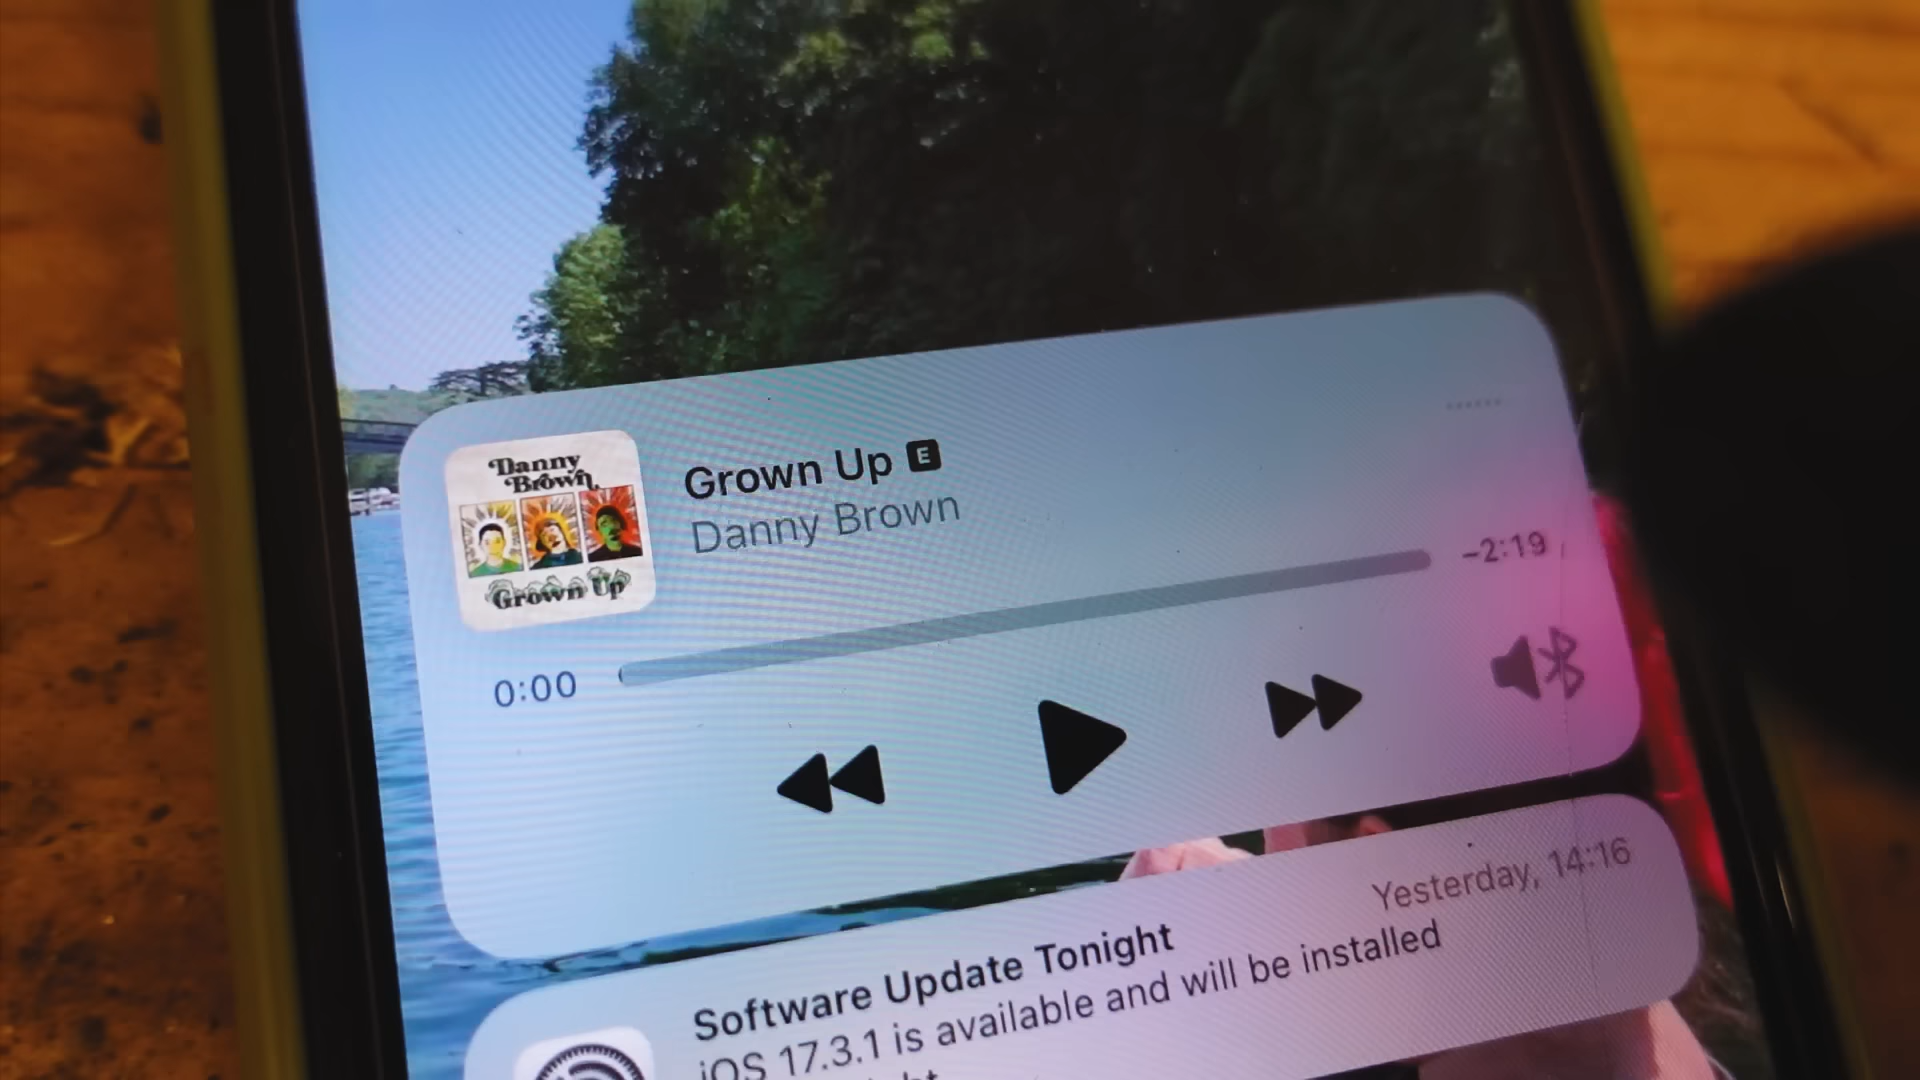 Danny
Brown
Grown Up
Grown Up E
Danny Brown
-2:19
0:00
Yesterday, 14:16
Software Update Tonight
iOS 17.3.1 is available and will be installed